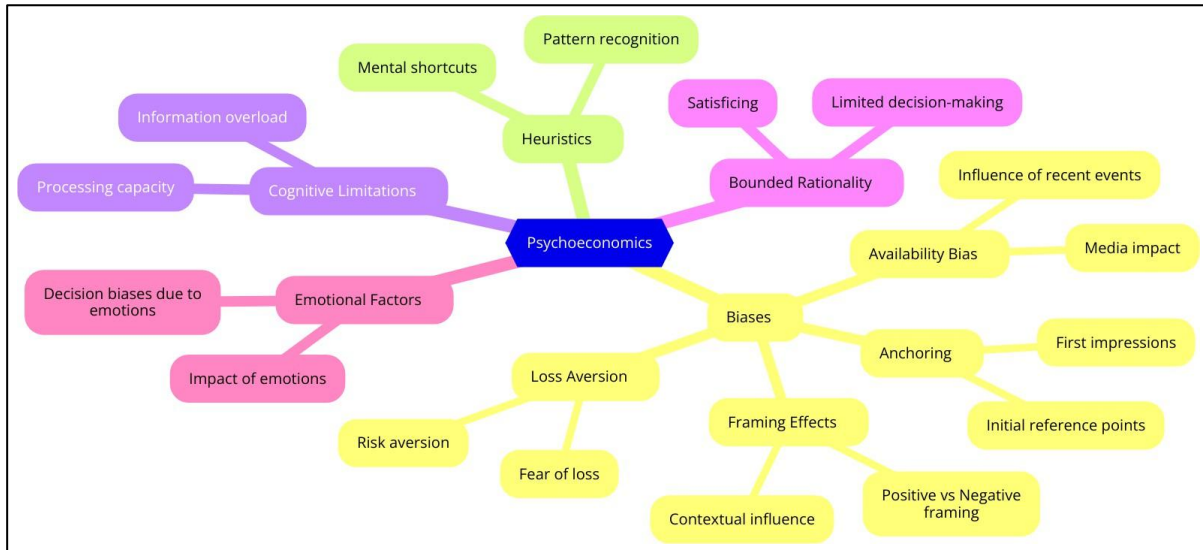 Pattern recognition
Mental shortcuts
Heuristics
Satisficing
Limited decision-making
Bounded Rationality
Information overload
Processing capacity
Cognitive Limitations
Psychoeconomics
Influence of recent events
Availability Bias
Media impact
Decision biases due to
emotions
Emotional Factors
Impact of emotions
Biases
Anchoring
First impressions
Initial reference points
Loss Aversion
Risk aversion
Fear of loss
Framing Effects
Contextual influence
Positive vs Negative
framing